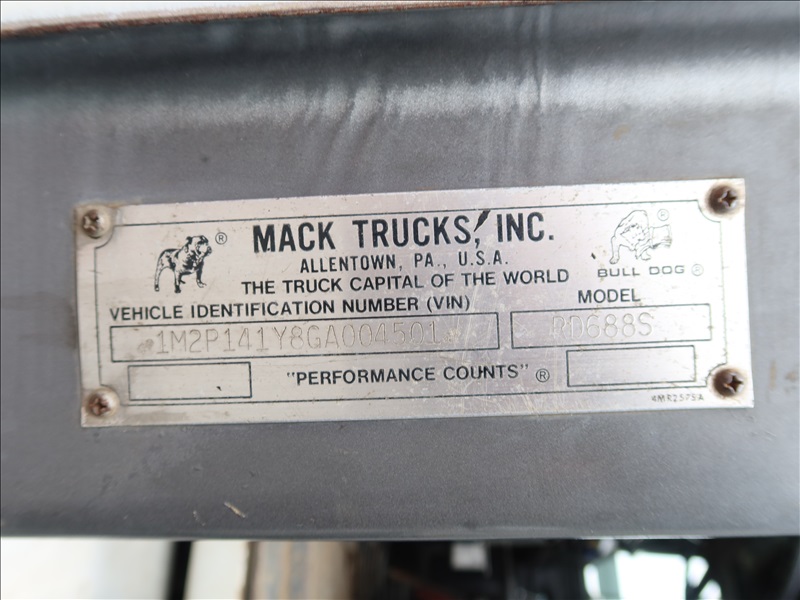 ® MACK TRUCKS, INC. ®
ALLENTOWN, PA., U.S.A.
THE TRUCK CAPITAL OF THE WORLD
BULL DOG ®
VEHICLE IDENTIFICATION NUMBER (VIN)
MODEL
1M2P141Y8GA004501
RD688S
"PERFORMANCE COUNTS" ®
4MR2575A